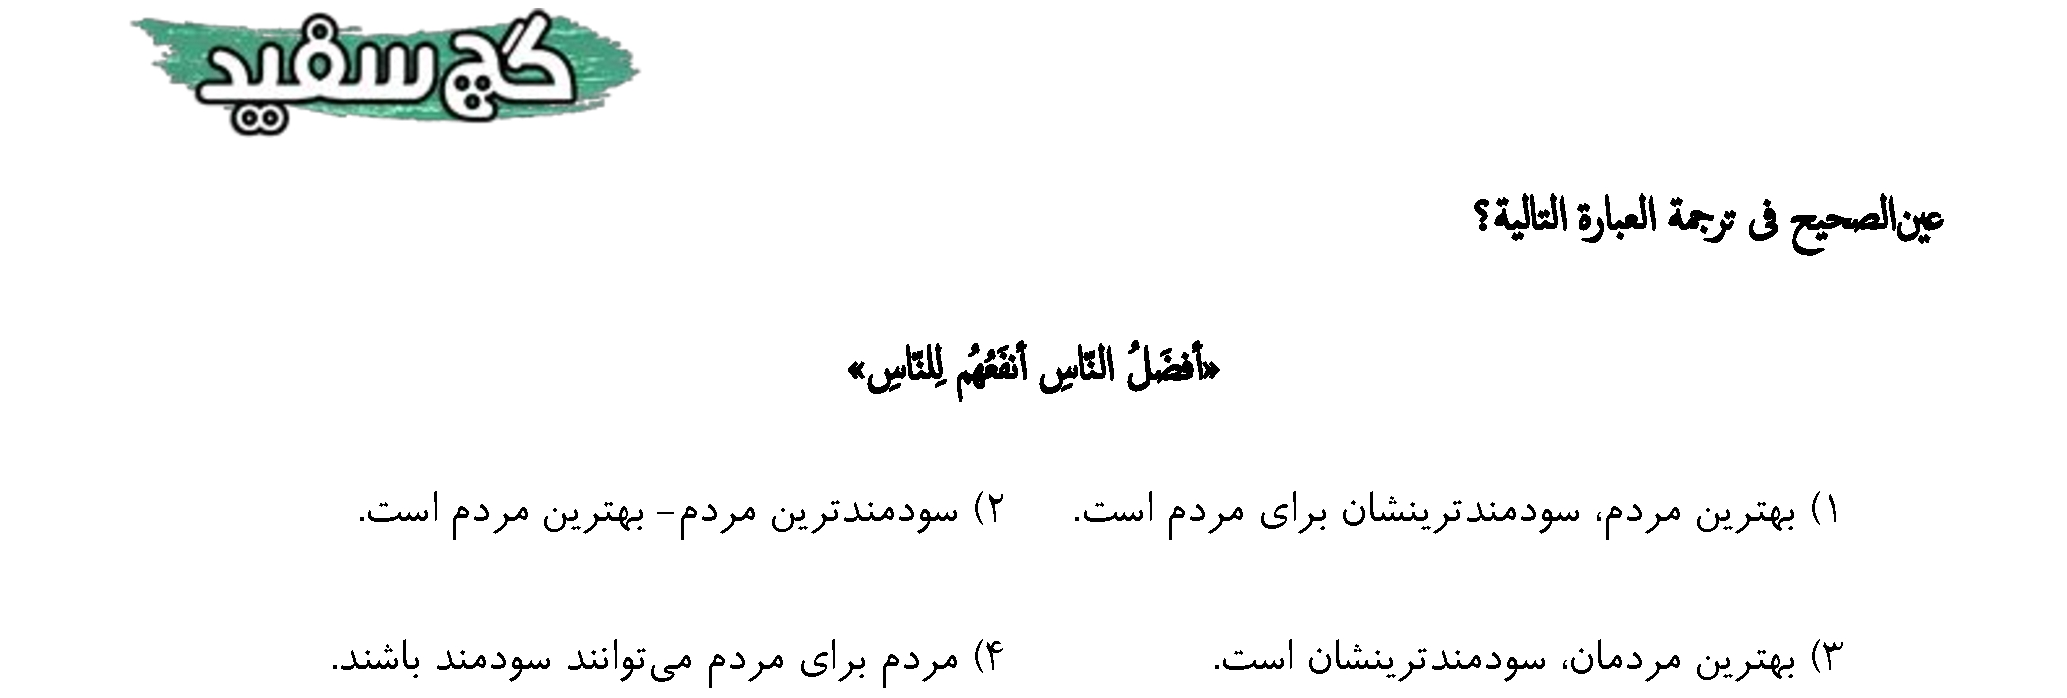 گچ سفید
عین‌الصحیح فی ترجمة العبارة التالیة؟
«أفضَلُ النّاسِ أنفَعُهُم لِلنّاسِ»
۱) بهترین مردم، سودمندترینشان برای مردم است. ۲) سودمندترین مردم- بهترین مردم است.
۳) بهترین مردمان، سودمندترینشان است. ۴) مردم برای مردم می‌توانند سودمند باشند.